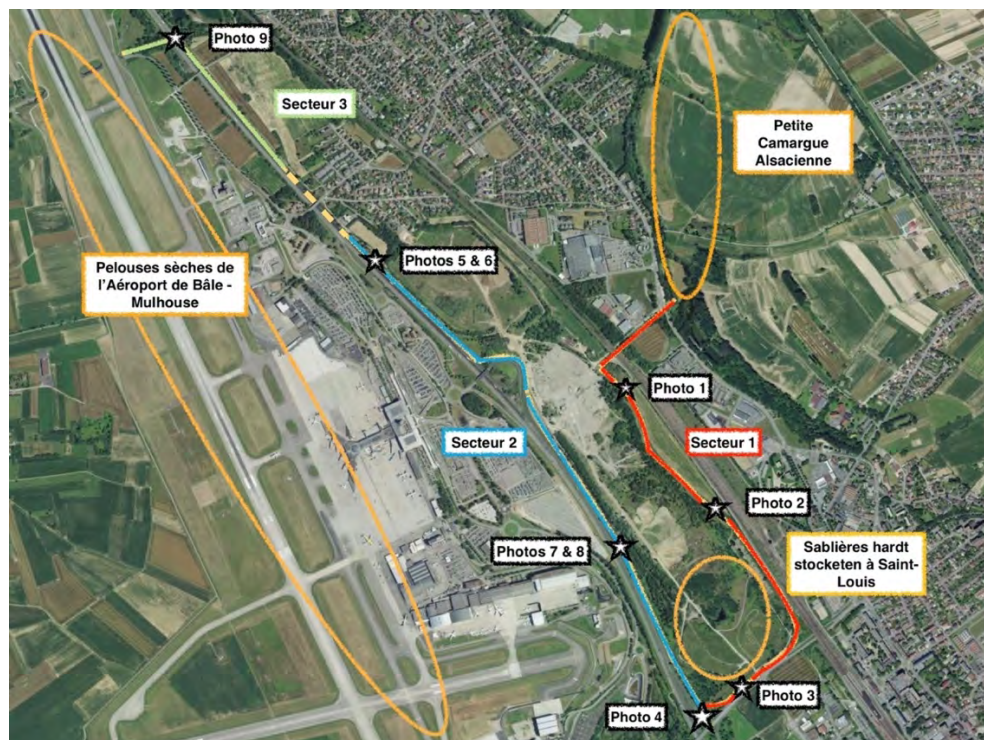 Photo 9
Secteur 3
Petite
Camargue
Alsacienne
Photos 5 & 6
Pelouses sèches de
l'Aéroport de Bâle -
Mulhouse
Photo 1
Secteur 2
Secteur 1
Photo 2
Photos 7 & 8
Sablières hardt
stocketen à Saint-
Louis
Photo 3
Photo 4